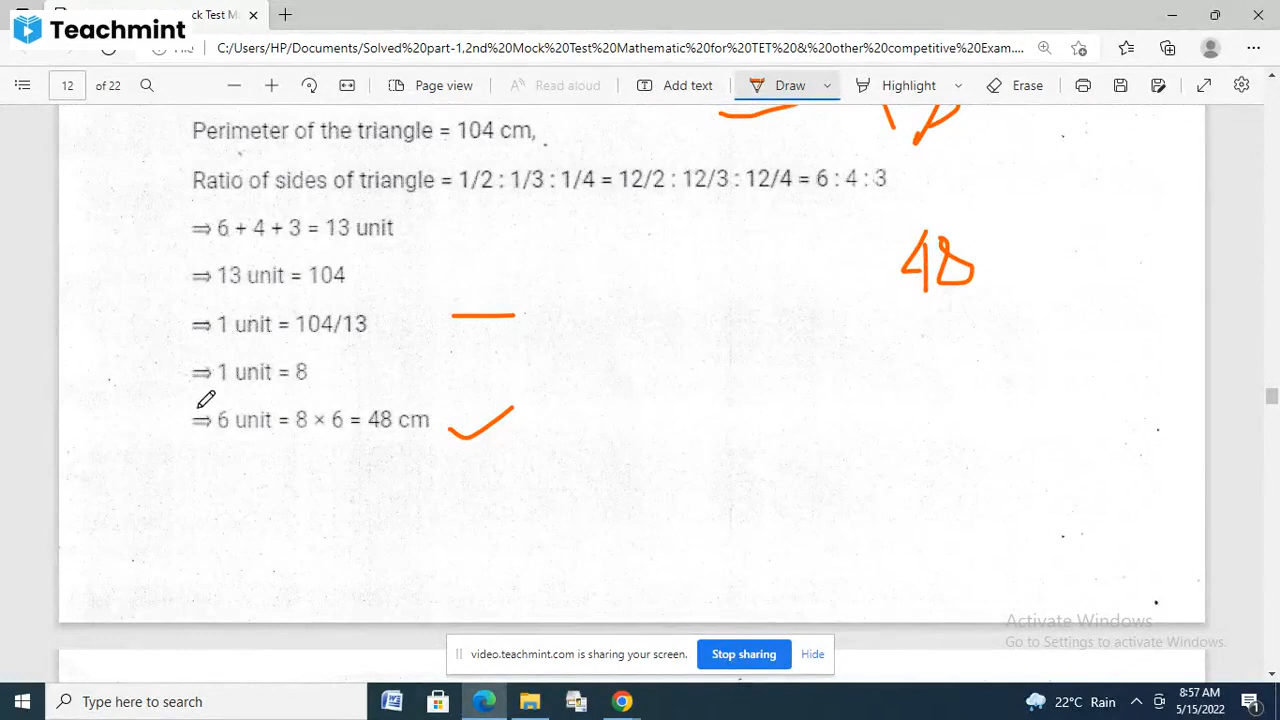 ck Test M
Teachmint
C:/Users/HP/Documents/Solved%20part-1,2nd%20Mock%20Test%20Mathematic%20for%20TET%20&%20other%20competitive%20Exam....
12 of 22
Page view
Read aloud
Add text
Draw
Highlight
Erase
Perimeter of the triangle = 104 cm,
Ratio of sides of triangle = 1/2 : 1/3 : 1/4 = 12/2 : 12/3 : 12/4 = 6 : 4 : 3
⇒ 6 + 4 + 3 = 13 unit
48
⇒ 13 unit = 104
⇒ 1 unit = 104/13
⇒ 1 unit = 8
⇒ 6 unit = 8 × 6 = 48 cm
Activate Windows
Go to Settings to activate Windows.
video.teachmint.com is sharing your screen.
Stop sharing
Hide
Type here to search
22°C Rain
8:57 AM
5/15/2022